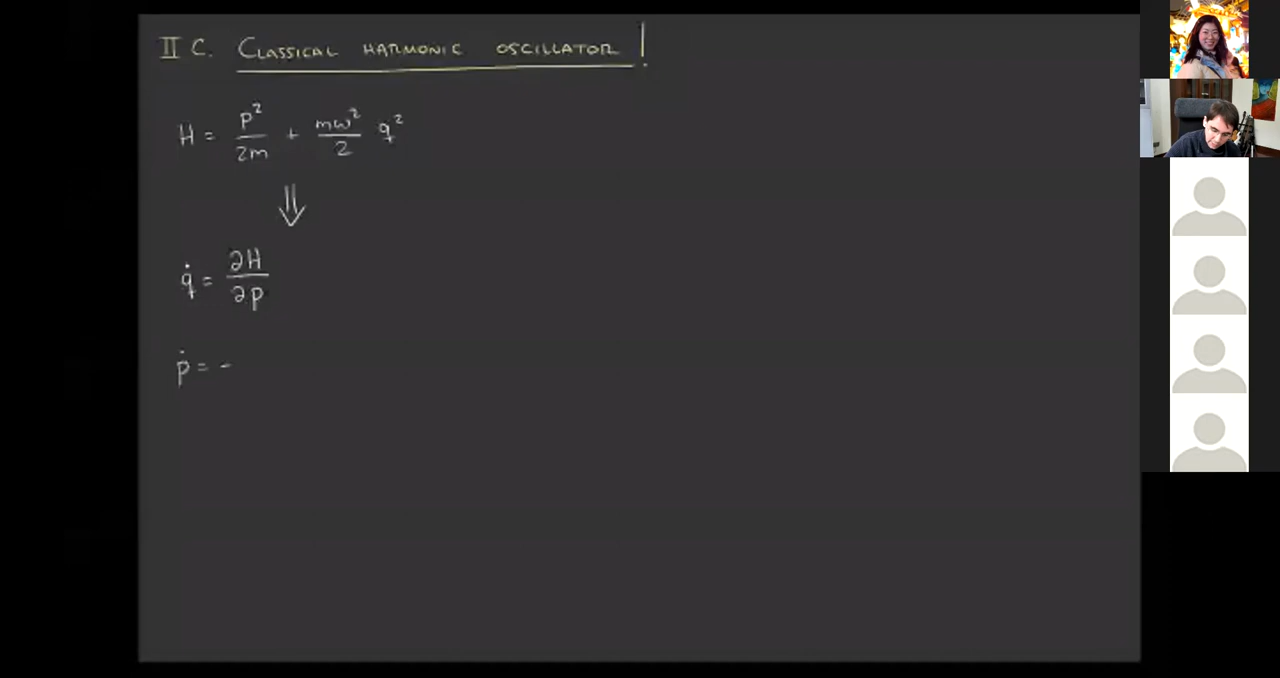 II C. CLASSICAL HARMONIC OSCILLATOR !
H = p²/2m + mω²/2 q²
⇓
q̇ = ∂H/∂p
ṗ = -